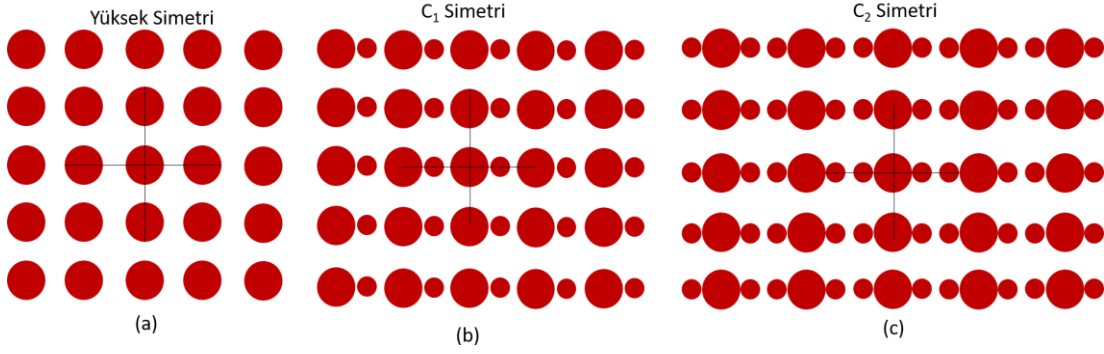 Yüksek Simetri
C₁ Simetri
C₂ Simetri
(a)
(b)
(c)